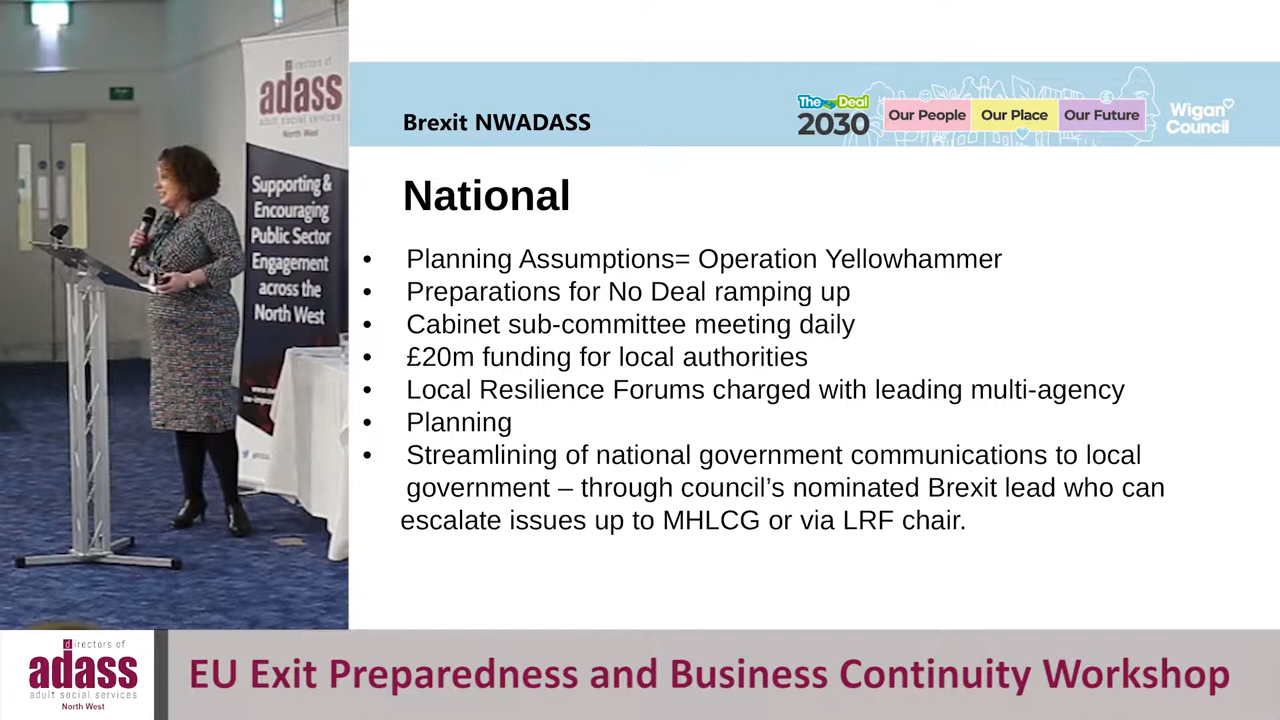 directors of
adass
adult social services
North West
Supporting &
Encouraging
Public Sector
Engagement
across the
North West
Brexit NWADASS
The Deal
2030
Our People
Our Place
Our Future
Wigan
Council
National
• Planning Assumptions= Operation Yellowhammer
• Preparations for No Deal ramping up
• Cabinet sub-committee meeting daily
• £20m funding for local authorities
• Local Resilience Forums charged with leading multi-agency
• Planning
• Streamlining of national government communications to local
government – through council’s nominated Brexit lead who can
escalate issues up to MHLCG or via LRF chair.
directors of
adass
adult social services
North West
EU Exit Preparedness and Business Continuity Workshop